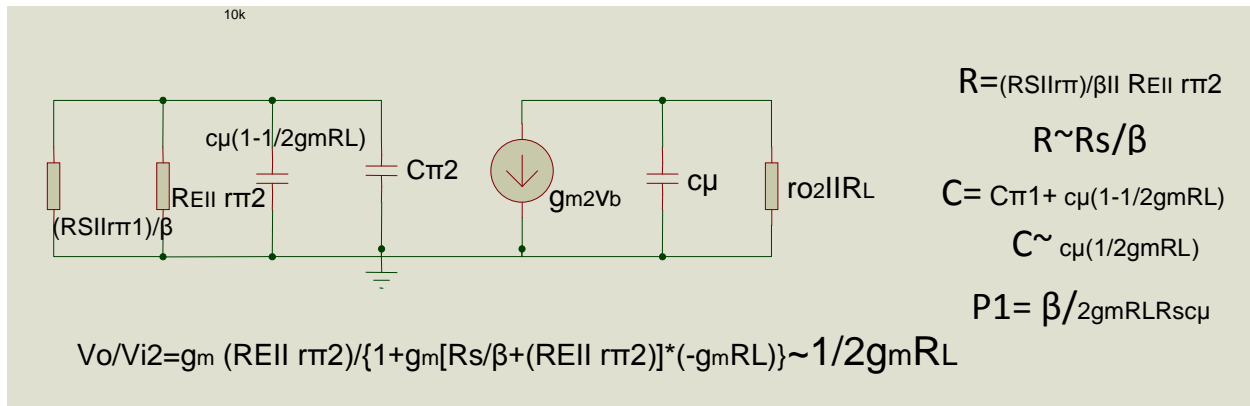 10k
R=(RSIIrπ)/βII REII rπ2
cμ(1-1/2gmRL)
R~Rs/β
Cπ2
REII rπ2
gm2vb
cμ
ro2IIRL
C= Cπ1+ cμ(1-1/2gmRL)
(RSIIrπ1)/β
C~ cμ(1/2gmRL)
P1= β/2gmRLRscμ
Vo/Vi2=gm (REII rπ2)/{1+gm[Rs/β+(REII rπ2)]*(-gmRL)}~1/2gmRL